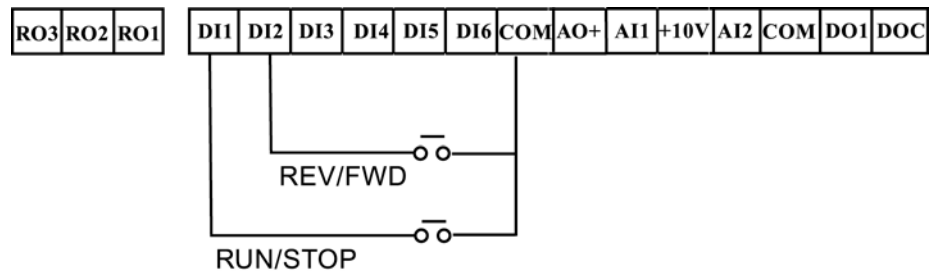 RO3 RO2 RO1 DI1 DI2 DI3 DI4 DI5 DI6 COM AO+ AI1 +10V AI2 COM DO1 DOC
REV/FWD
RUN/STOP